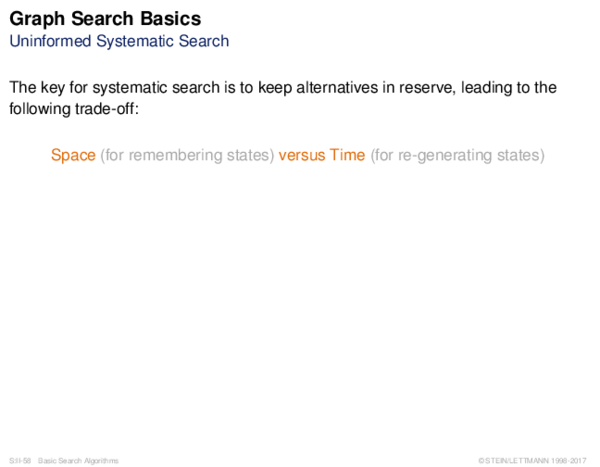 Graph Search Basics
Uninformed Systematic Search
The key for systematic search is to keep alternatives in reserve, leading to the
following trade-off:
Space (for remembering states) versus Time (for re-generating states)
S:II-58 Basic Search Algorithms
©STEIN/LETTMANN 1998-2017